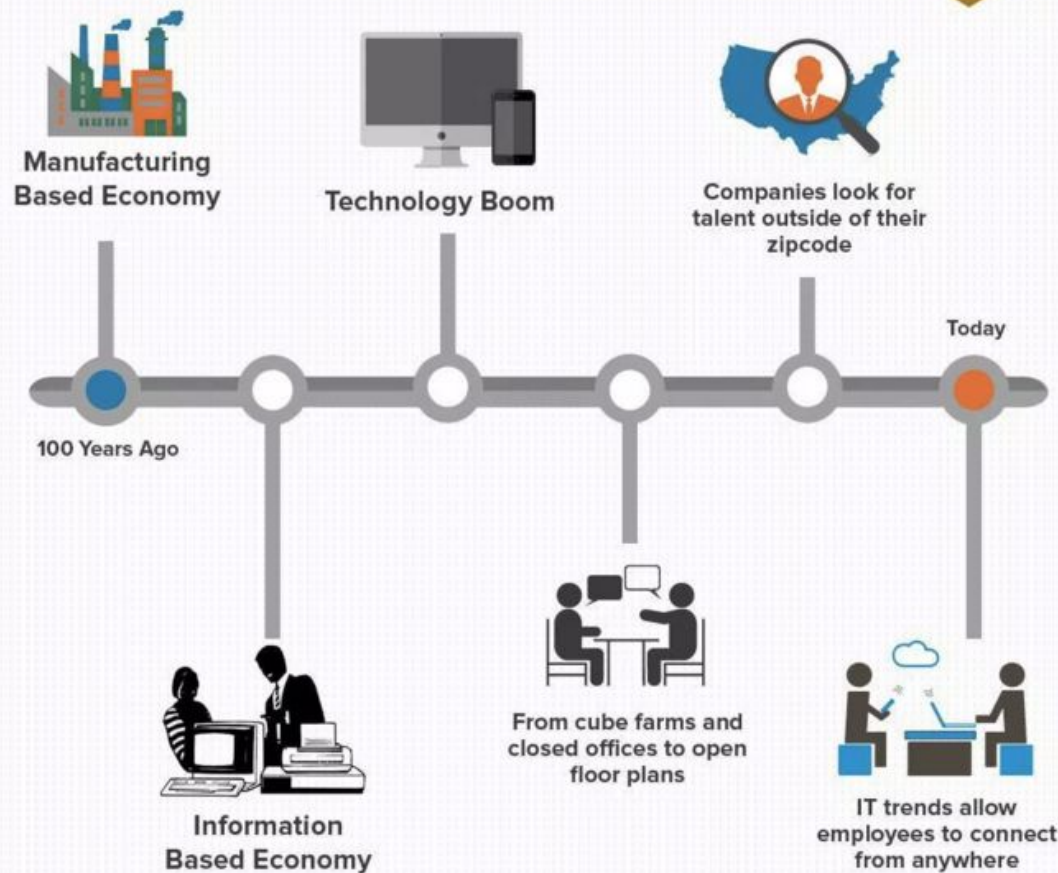 Manufacturing
Based Economy
Technology Boom
Companies look for
talent outside of their
zipcode
Today
100 Years Ago
From cube farms and
closed offices to open
floor plans
Information
Based Economy
IT trends allow
employees to connect
from anywhere